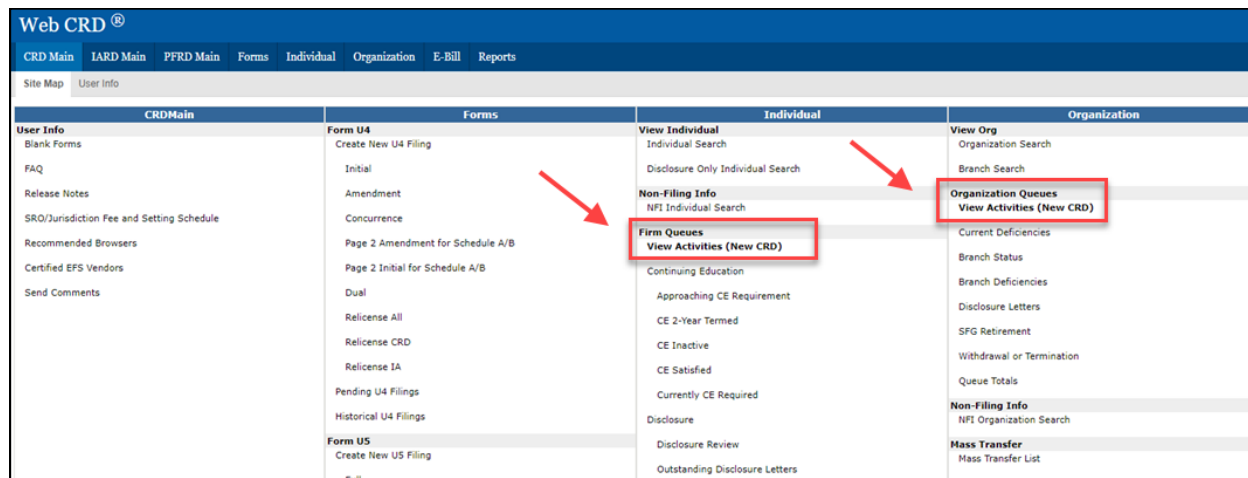 Web CRD ®
CRD Main IARD Main PFRD Main Forms Individual Organization E-Bill Reports
Site Map User Info
CRDMain
User Info
Blank Forms
FAQ
Release Notes
SRO/Jurisdiction Fee and Setting Schedule
Recommended Browsers
Certified EFS Vendors
Send Comments
Forms
Form U4
Create New U4 Filing
Initial
Amendment
Concurrence
Page 2 Amendment for Schedule A/B
Page 2 Initial for Schedule A/B
Dual
Relicense All
Relicense CRD
Relicense IA
Pending U4 Filings
Historical U4 Filings
Form U5
Create New U5 Filing
Individual
View Individual
Individual Search
Disclosure Only Individual Search
Non-Filing Info
NFI Individual Search
Firm Queues
View Activities (New CRD)
Continuing Education
Approaching CE Requirement
CE 2-Year Termed
CE Inactive
CE Satisfied
Currently CE Required
Disclosure
Disclosure Review
Outstanding Disclosure Letters
Organization
View Org
Organization Search
Branch Search
Organization Queues
View Activities (New CRD)
Current Deficiencies
Branch Status
Branch Deficiencies
Disclosure Letters
SFG Retirement
Withdrawal or Termination
Queue Totals
Non-Filing Info
NFI Organization Search
Mass Transfer
Mass Transfer List